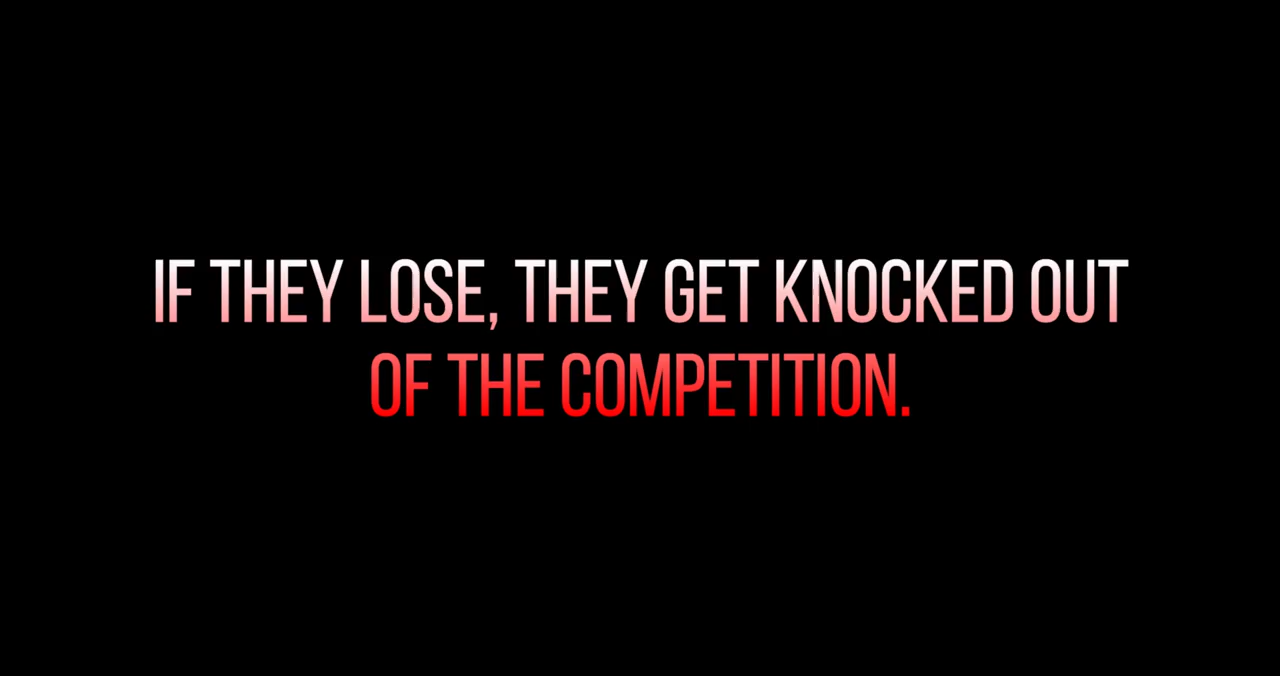 IF THEY LOSE, THEY GET KNOCKED OUT
OF THE COMPETITION.